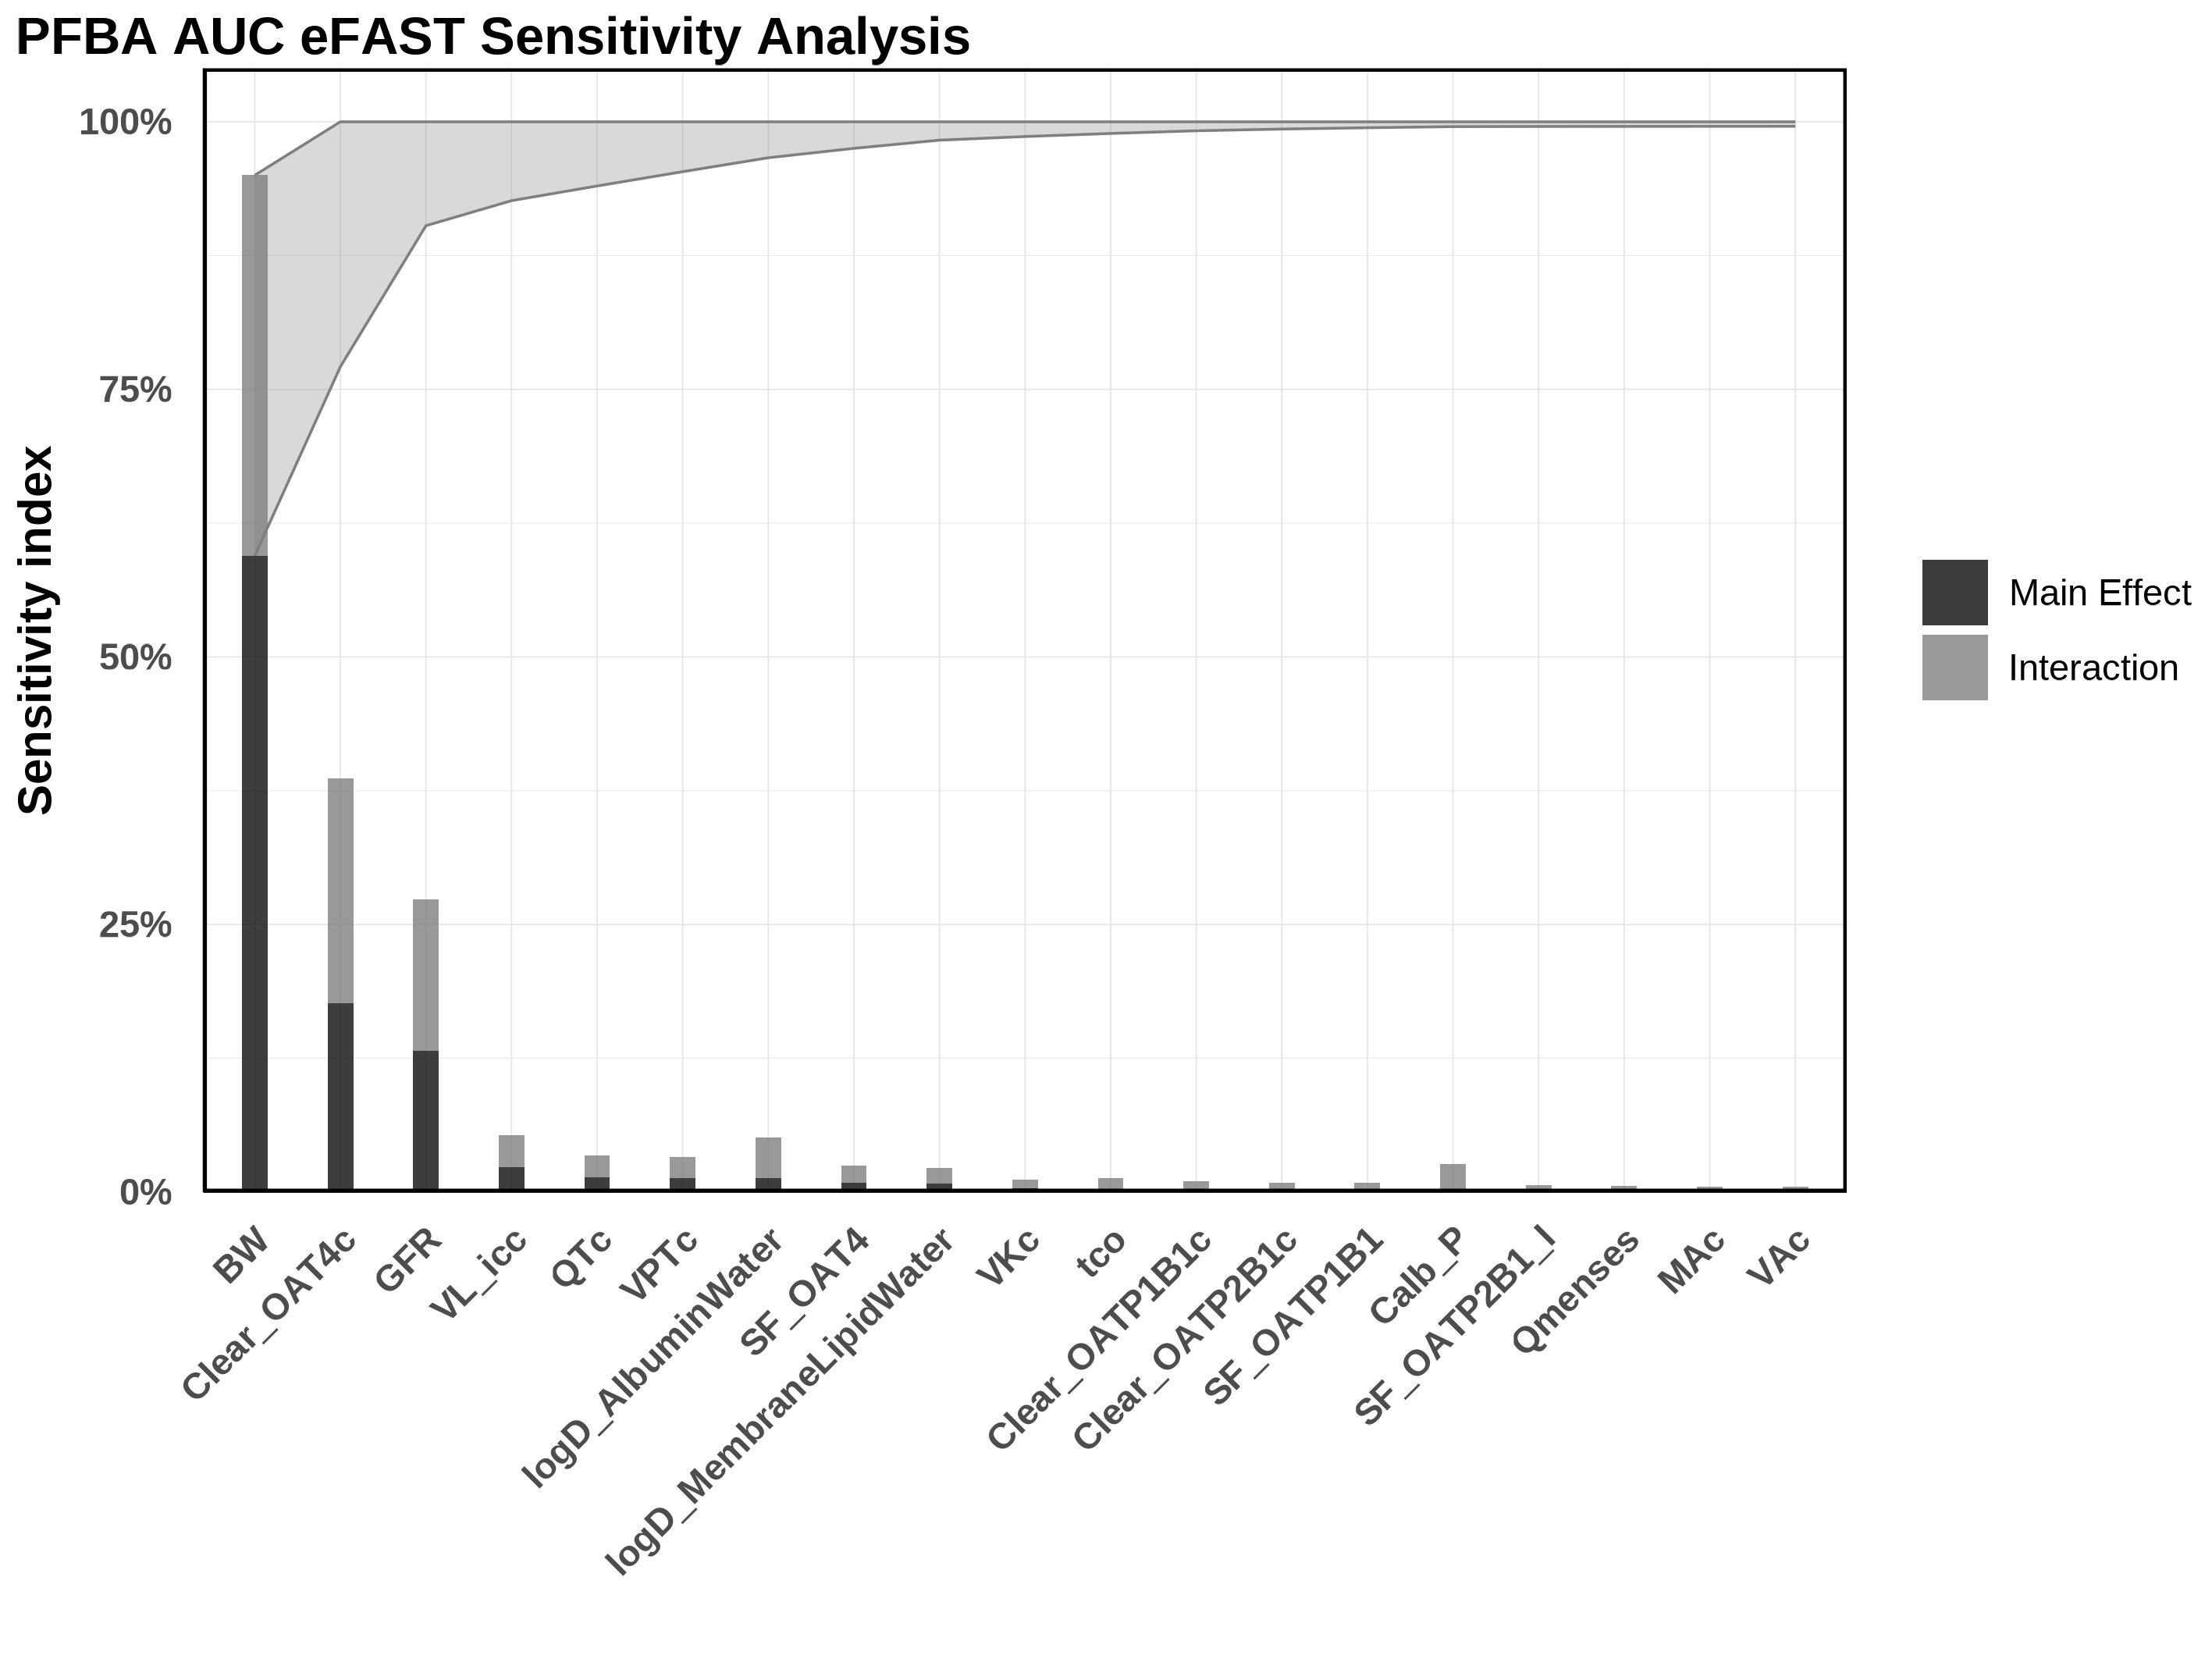 PFBA AUC eFAST Sensitivity Analysis
Sensitivity index
100%
75%
50%
25%
0%
BW
Clear_OAT4c
GFR
VL_icc
QTc
VPTc
logD_AlbuminWater
SF_OAT4
logD_MembraneLipidWater
VKc
tco
Clear_OATP1B1c
Clear_OATP2B1c
SF_OATP1B1
Calb_P
SF_OATP2B1_l
Qmenses
MAc
VAc
Main Effect
Interaction